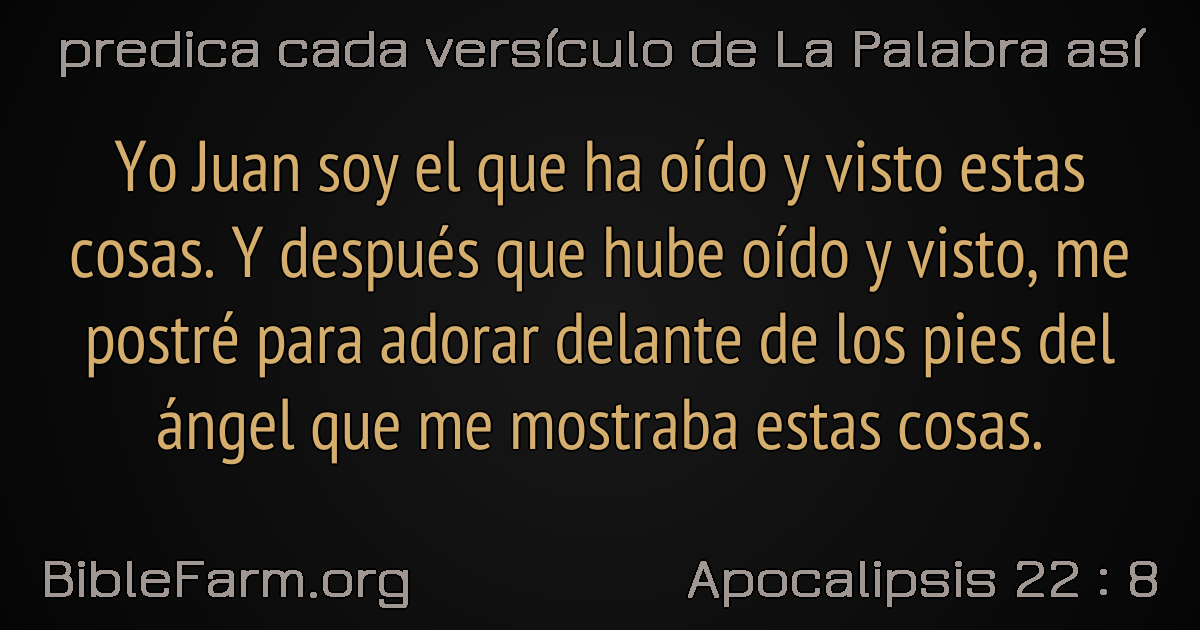 predica cada versículo de La Palabra así
Yo Juan soy el que ha oído y visto estas
cosas. Y después que hube oído y visto, me
postré para adorar delante de los pies del
ángel que me mostraba estas cosas.
BibleFarm.org
Apocalipsis 22 : 8